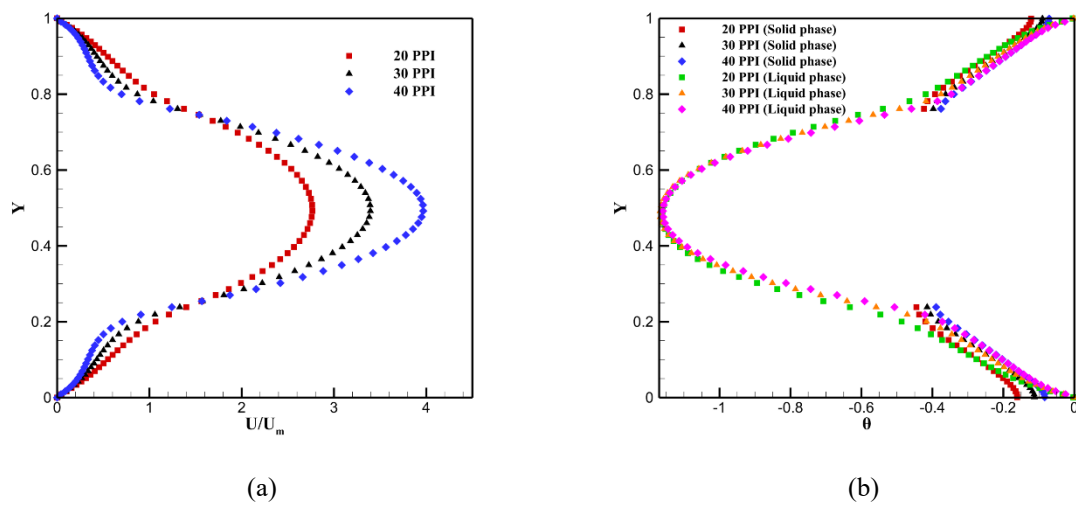 20 PPI
30 PPI
40 PPI
1
0.8
0.6
0.4
0.2
0
Y
0
1
2
3
4
U/Um
(a)
20 PPI (Solid phase)
30 PPI (Solid phase)
40 PPI (Solid phase)
20 PPI (Liquid phase)
30 PPI (Liquid phase)
40 PPI (Liquid phase)
1
0.8
0.6
0.4
0.2
0
Y
-1
-0.8
-0.6
-0.4
-0.2
0
θ
(b)